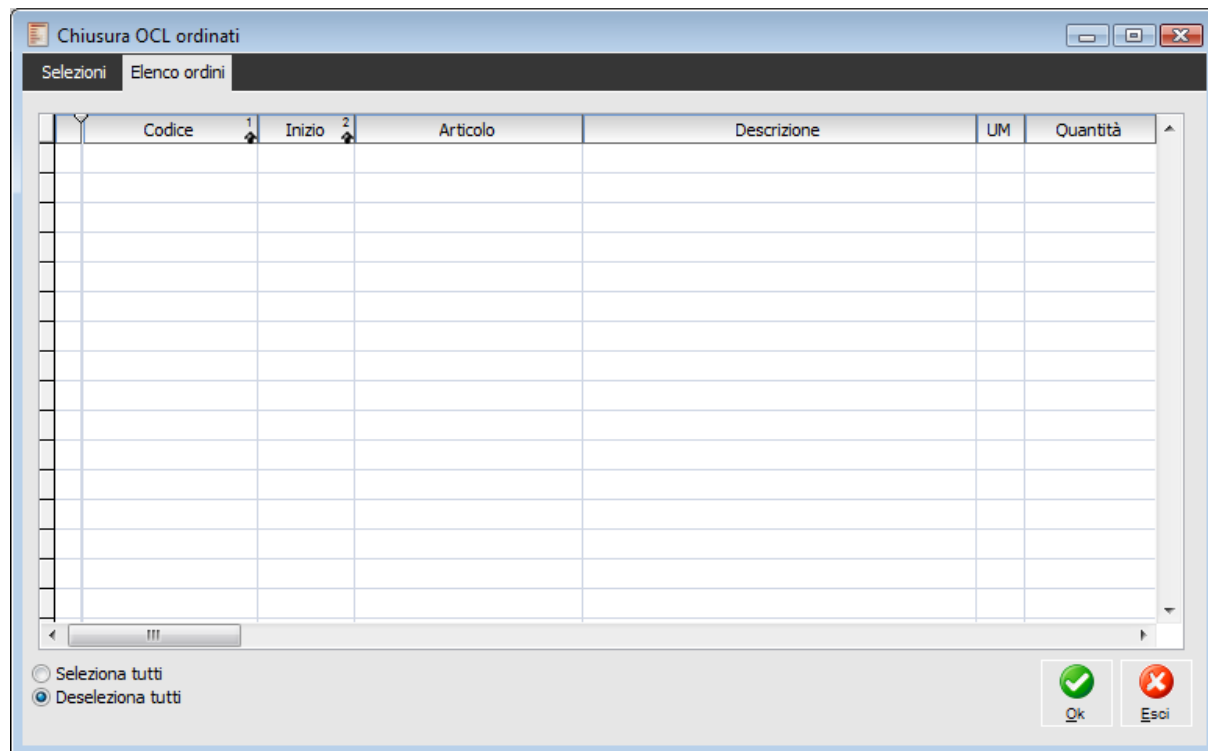 Chiusura OCL ordinati
Selezioni Elenco ordini
Codice 1 Inizio 2 Articolo Descrizione UM Quantità
Seleziona tutti
Deseleziona tutti
Ok Esci